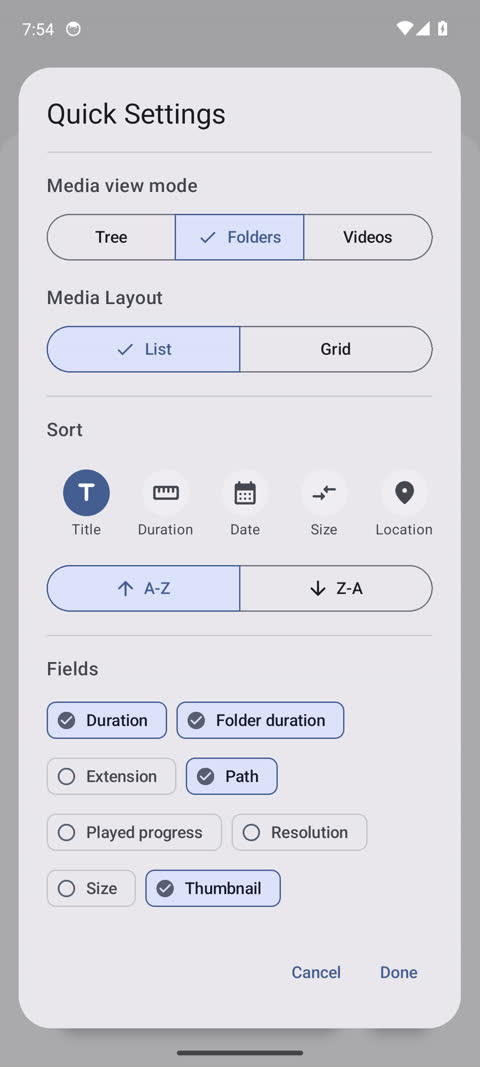 7:54
Quick Settings
Media view mode
Tree Folders Videos
Media Layout
List Grid
Sort
Title Duration Date Size Location
A-Z Z-A
Fields
Duration Folder duration
Extension Path
Played progress Resolution
Size Thumbnail
Cancel Done